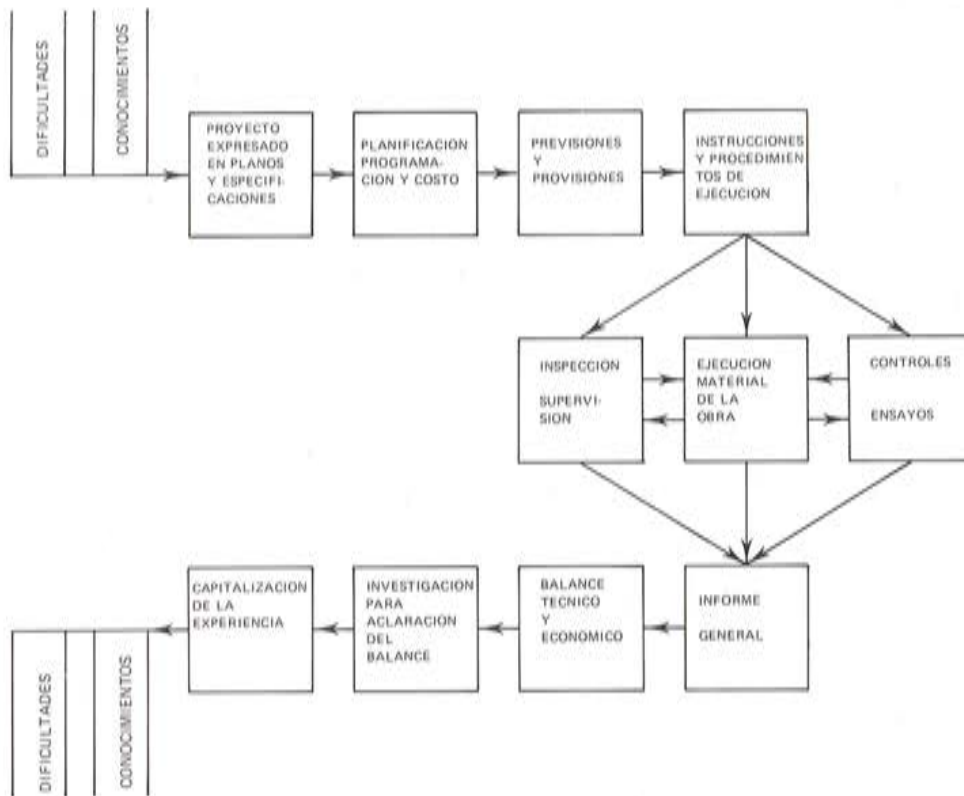 DIFICULTADES
CONOCIMIENTOS
PROYECTO
EXPRESADO
EN PLANOS
Y ESPECIFI-
CACIONES
PLANIFICACION
PROGRAMA-
CION Y COSTO
PREVISIONES
Y
PROVISIONES
INSTRUCCIONES
Y PROCEDIMIEN
TOS DE
EJECUCION
INSPECCION
SUPERVI-
SION
EJECUCION
MATERIAL
DE LA
OBRA
CONTROLES
ENSAYOS
INFORME
GENERAL
BALANCE
TECNICO
Y
ECONOMICO
INVESTIGACION
PARA
ACLARACION
DEL
BALANCE
CAPITALIZACION
DE LA
EXPERIENCIA
DIFICULTADES
CONOCIMIENTOS